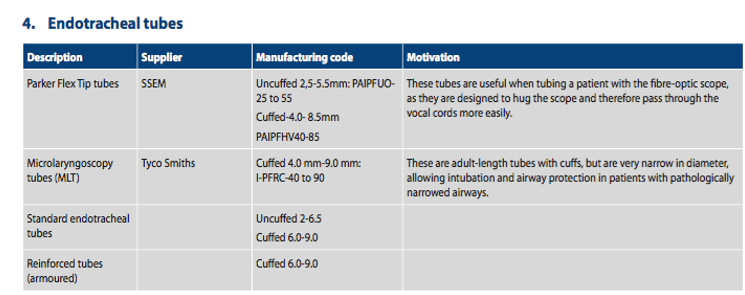 4. Endotracheal tubes
Description Supplier Manufacturing code Motivation
Parker Flex Tip tubes SSEM Uncuffed 2,5-5.5mm: PAIPFUO- These tubes are useful when tubing a patient with the fibre-optic scope,
25 to 55 as they are designed to hug the scope and therefore pass through the
Cuffed-4.0- 8.5mm vocal cords more easily.
PAIPFHV40-85
Microlaryngoscopy Tyco Smiths Cuffed 4.0 mm-9.0 mm: These are adult-length tubes with cuffs, but are very narrow in diameter,
tubes (MLT) I-PFRC-40 to 90 allowing intubation and airway protection in patients with pathologically
narrowed airways.
Standard endotracheal Uncuffed 2-6.5
tubes Cuffed 6.0-9.0
Reinforced tubes Cuffed 6.0-9.0
(armoured)